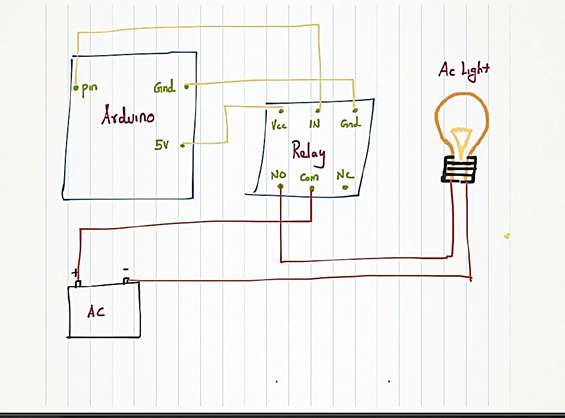 Ac Light
pin
Gnd
Arduino
5V
Vcc IN Gnd
Relay
NO Com NC
+ -
AC